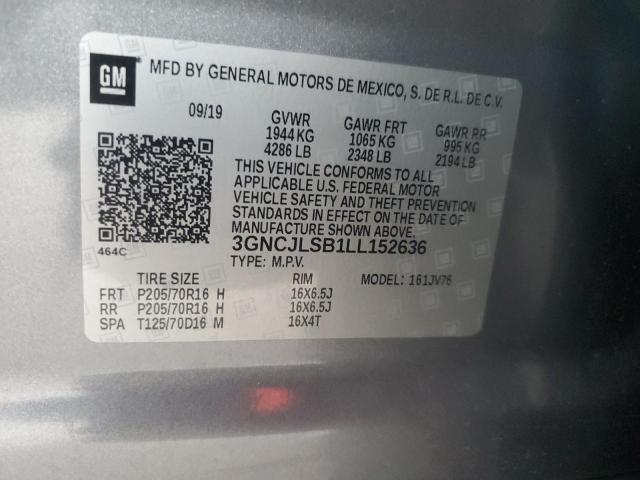 GM
MFD BY GENERAL MOTORS DE MEXICO, S. DE R.L. DE C.V.
09/19 GVWR GAWR FRT GAWR RR
1944 KG 1065 KG 995 KG
4286 LB 2348 LB 2194 LB
THIS VEHICLE CONFORMS TO ALL
APPLICABLE U.S. FEDERAL MOTOR
VEHICLE SAFETY AND THEFT PREVENTION
STANDARDS IN EFFECT ON THE DATE OF
MANUFACTURE SHOWN ABOVE.
464C 3GNCJLSB1LL152636
TYPE: M.P.V.
TIRE SIZE RIM MODEL: 161JV76
FRT P205/70R16 H 16X6.5J
RR P205/70R16 H 16X6.5J
SPA T125/70D16 M 16X4T